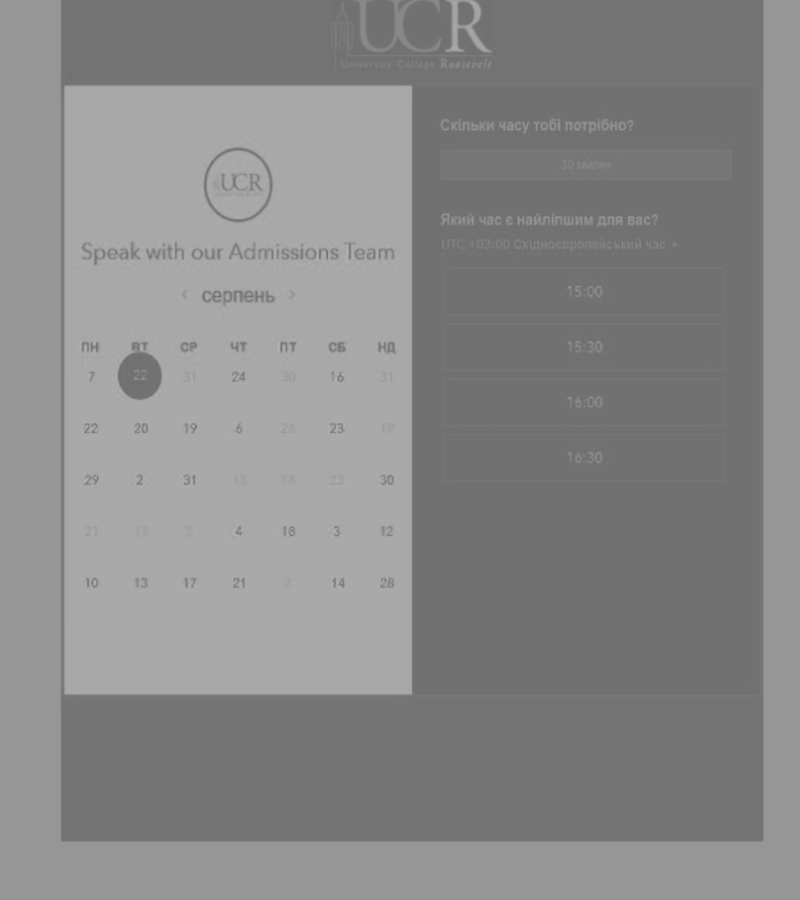 UCR
University College Roosevelt
UCR
Speak with our Admissions Team
< серпень >
ПН ВТ СР ЧТ ПТ СБ НД
7 22 31 24 30 16 31
22 20 19 6 26 23 19
29 2 31 13 18 22 30
21 13 2 4 18 3 12
10 13 17 21 2 14 28
Скільки часу тобі потрібно?
30 хвилин
Який час є найліпшим для вас?
UTC +03:00 Східноєвропейський час
15:00
15:30
16:00
16:30